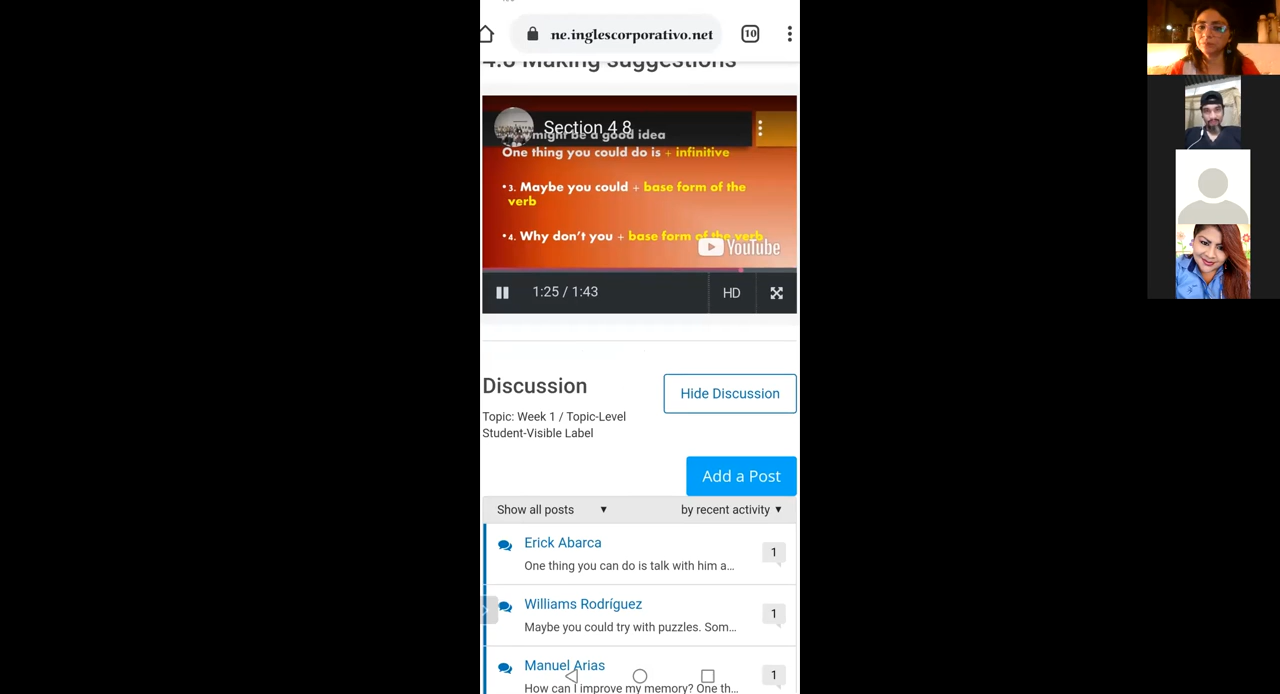 ne.inglescorporativo.net
10
4.8 Making suggestions
Section 4.8
might be a good idea
One thing you could do is + infinitive
•3. Maybe you could + base form of the
verb
•4. Why don't you + base form of the verb
YouTube
1:25 / 1:43
HD
Discussion
Hide Discussion
Topic: Week 1 / Topic-Level
Student-Visible Label
Add a Post
Show all posts ▼
by recent activity ▼
Erick Abarca
1
One thing you can do is talk with him a...
Williams Rodríguez
1
Maybe you could try with puzzles. Som...
Manuel Arias
1
How can I improve my memory? One th...